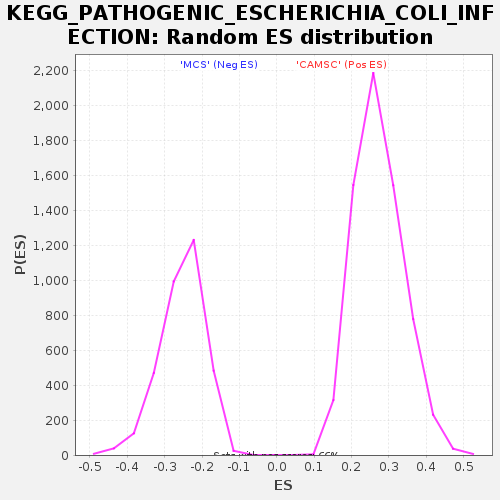 KEGG_PATHOGENIC_ESCHERICHIA_COLI_INF
ECTION: Random ES distribution
'MCS' (Neg ES) 'CAMSC' (Pos ES)
2,200
2,000
1,800
1,600
1,400
1,200
1,000
800
600
400
200
0
P(ES)
-0.5 -0.4 -0.3 -0.2 -0.1 0.0 0.1 0.2 0.3 0.4 0.5
ES